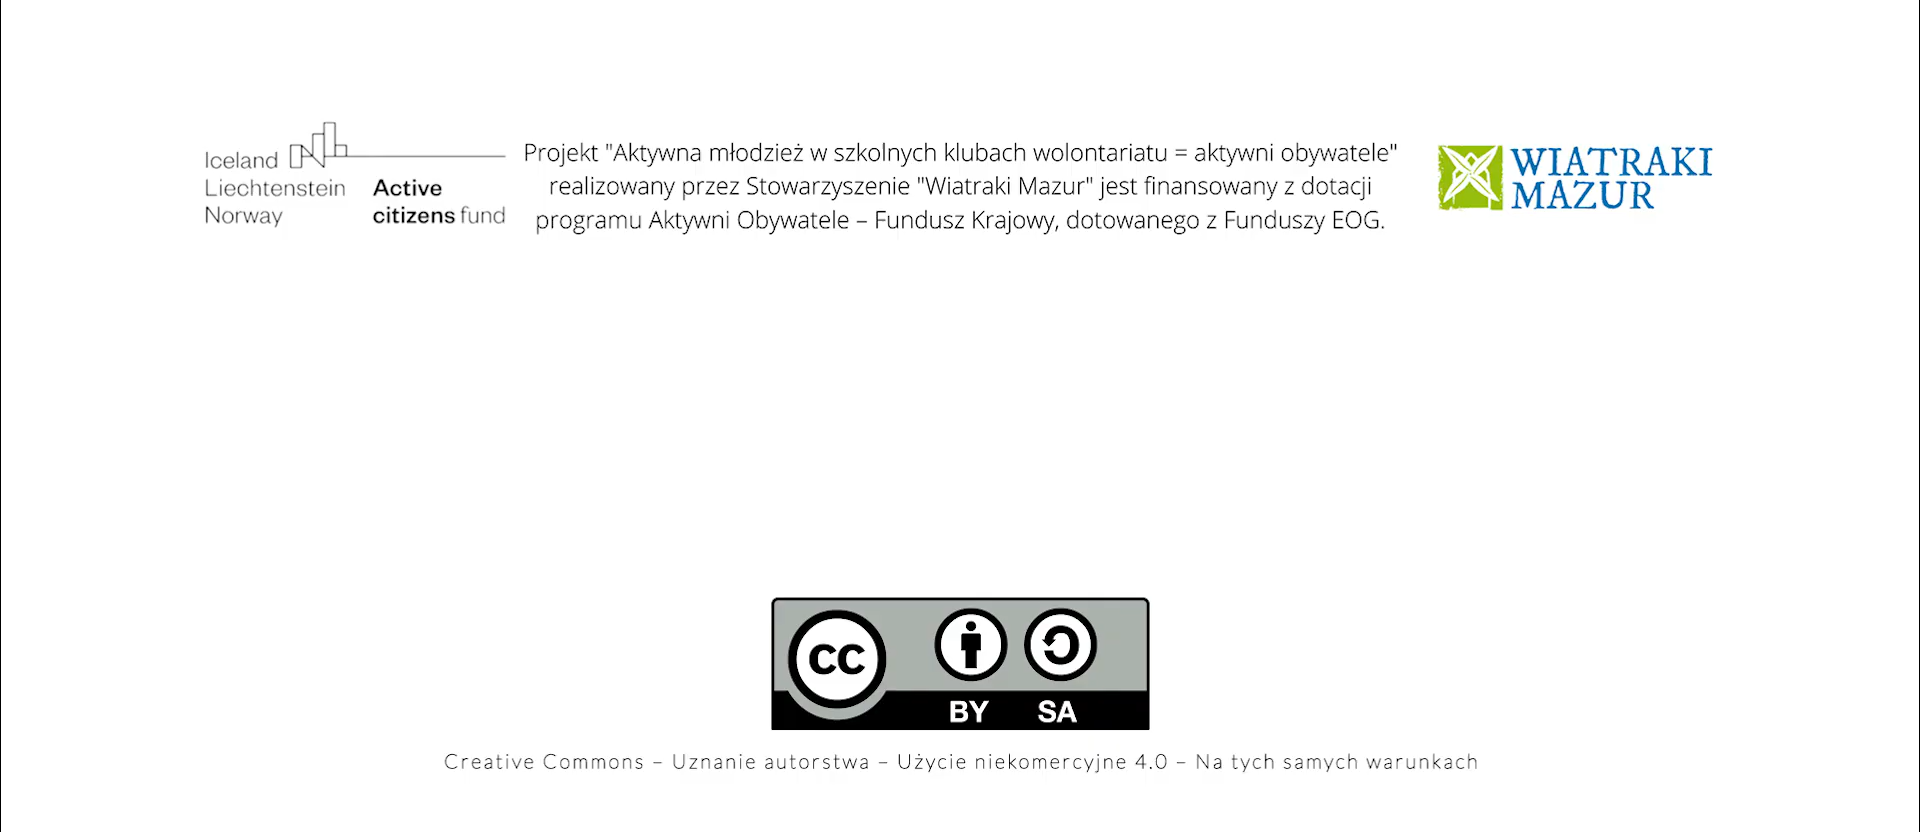 Iceland
Liechtenstein
Norway
Active
citizens fund
Projekt "Aktywna młodzież w szkolnych klubach wolontariatu = aktywni obywatele"
realizowany przez Stowarzyszenie "Wiatraki Mazur" jest finansowany z dotacji
programu Aktywni Obywatele – Fundusz Krajowy, dotowanego z Funduszy EOG.
WIATRAKI
MAZUR
CC
BY SA
Creative Commons – Uznanie autorstwa – Użycie niekomercyjne 4.0 – Na tych samych warunkach